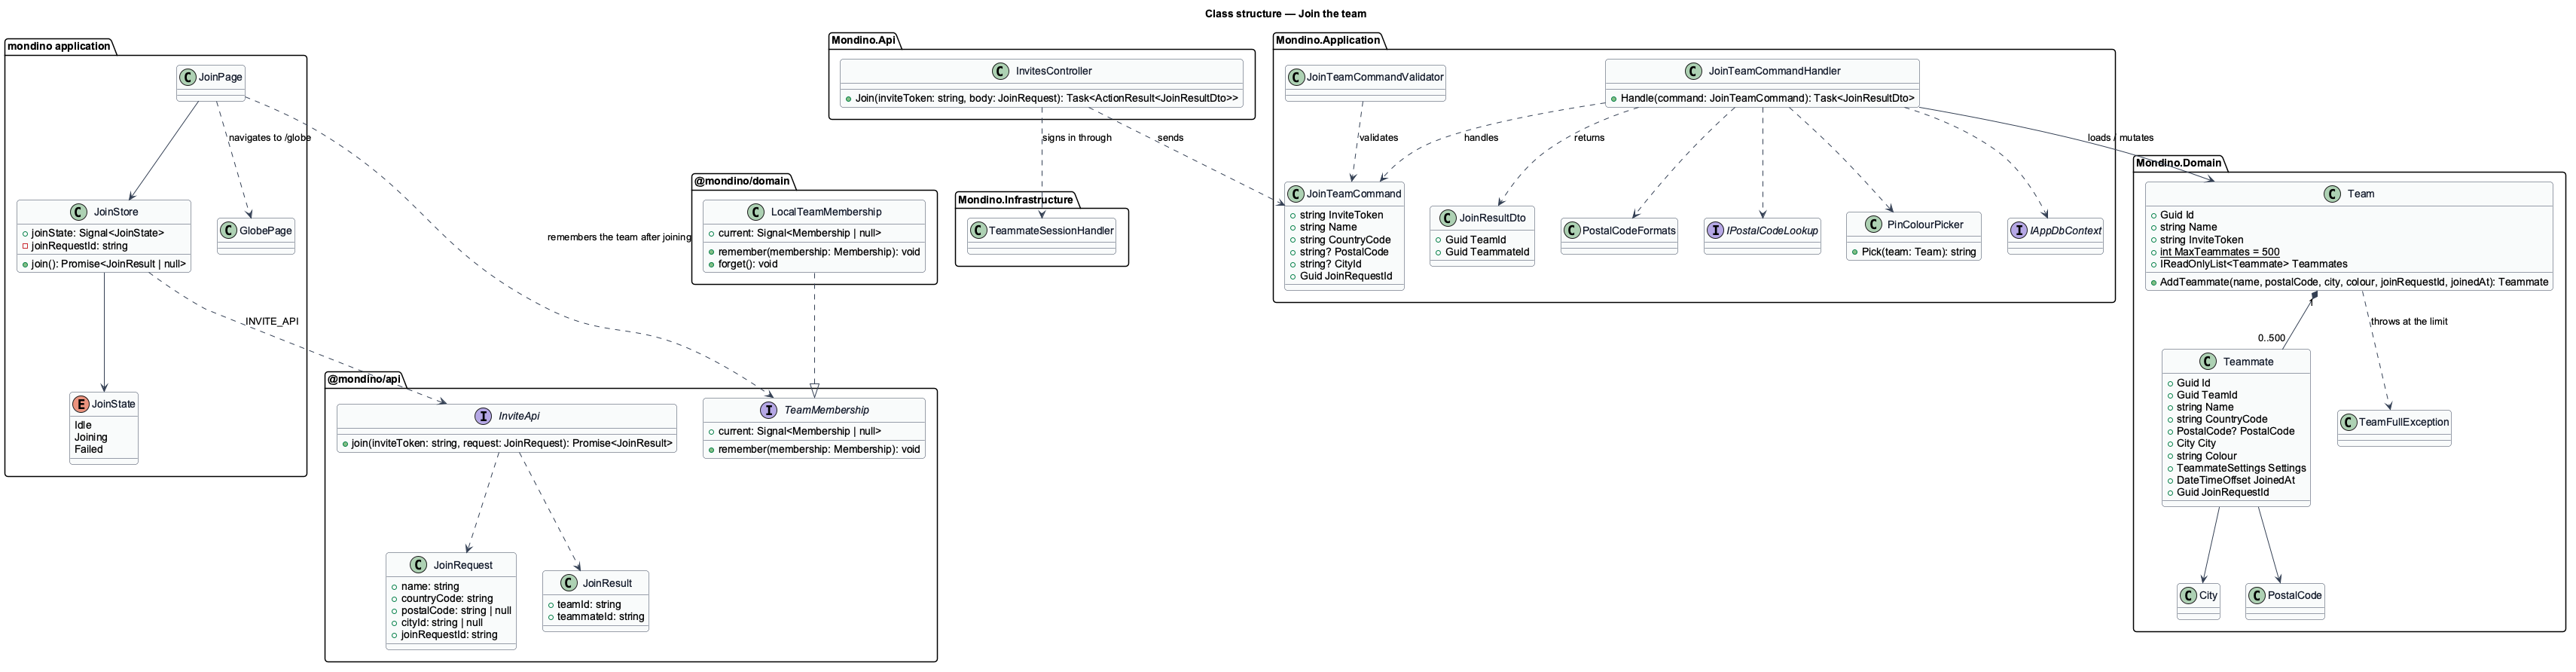 Class structure — Join the team
mondino application
JoinPage
navigates to /globe
JoinStore
joinState: Signal<JoinState>
joinRequestId: string
join(): Promise<JoinResult | null>
GlobePage
INVITE_API
JoinState
Idle
Joining
Failed
remembers the team after joining
@mondino/domain
LocalTeamMembership
current: Signal<Membership | null>
remember(membership: Membership): void
forget(): void
@mondino/api
InviteApi
join(inviteToken: string, request: JoinRequest): Promise<JoinResult>
TeamMembership
current: Signal<Membership | null>
remember(membership: Membership): void
JoinRequest
name: string
countryCode: string
postalCode: string | null
cityId: string | null
joinRequestId: string
JoinResult
teamId: string
teammateId: string
Mondino.Api
InvitesController
Join(inviteToken: string, body: JoinRequest): Task<ActionResult<JoinResultDto>>
signs in through
sends
Mondino.Infrastructure
TeammateSessionHandler
Mondino.Application
JoinTeamCommandValidator
JoinTeamCommandHandler
Handle(command: JoinTeamCommand): Task<JoinResultDto>
validates
handles
returns
loads / mutates
JoinTeamCommand
string InviteToken
string Name
string CountryCode
string? PostalCode
string? CityId
Guid JoinRequestId
JoinResultDto
Guid TeamId
Guid TeammateId
PostalCodeFormats
IPostalCodeLookup
PinColourPicker
Pick(team: Team): string
IAppDbContext
Mondino.Domain
Team
Guid Id
string Name
string InviteToken
int MaxTeammates = 500
IReadOnlyList<Teammate> Teammates
AddTeammate(name, postalCode, city, colour, joinRequestId, joinedAt): Teammate
1
0..500
throws at the limit
Teammate
Guid Id
Guid TeamId
string Name
string CountryCode
PostalCode? PostalCode
City City
string Colour
TeammateSettings Settings
DateTimeOffset JoinedAt
Guid JoinRequestId
TeamFullException
City
PostalCode